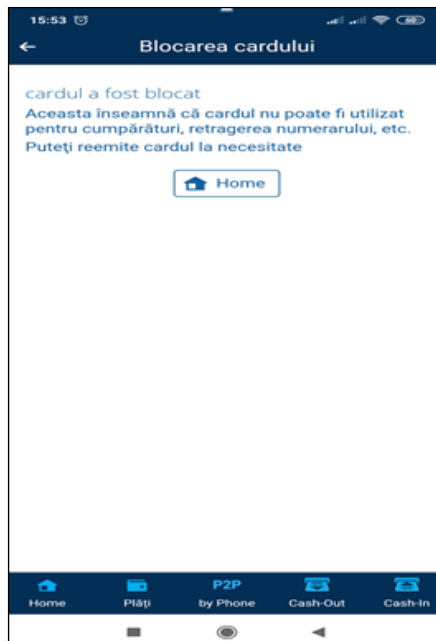 15:53
Blocarea cardului
cardul a fost blocat
Aceasta înseamnă că cardul nu poate fi utilizat
pentru cumpărături, retragerea numerarului, etc.
Puteţi reemite cardul la necesitate
Home
P2P
Home Plăţi by Phone Cash-Out Cash-In